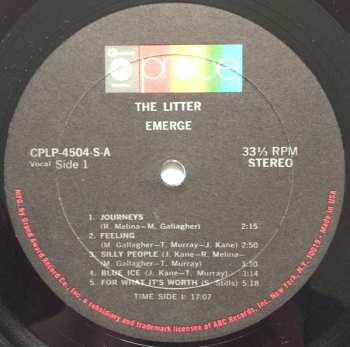 probe
THE LITTER
EMERGE
CPLP-4504-S-A
Vocal Side 1
33⅓ RPM
STEREO
1. JOURNEYS
(R. Melina—M. Gallagher) 2:15
2. FEELING
(M. Gallagher—T. Murray—J. Kane) 2:50
3. SILLY PEOPLE (J. Kane—R. Melina—
M. Gallagher—T. Murray) 2:50
4. BLUE ICE (J. Kane—T. Murray) 3:14
5. FOR WHAT IT'S WORTH (S. Stills) 5:18
TIME SIDE I: 17:07
MFG. by Grand Award Record Co., Inc., a subsidiary and trademark licensee of ABC Records, Inc. New York, N.Y. 10019 • Made in USA